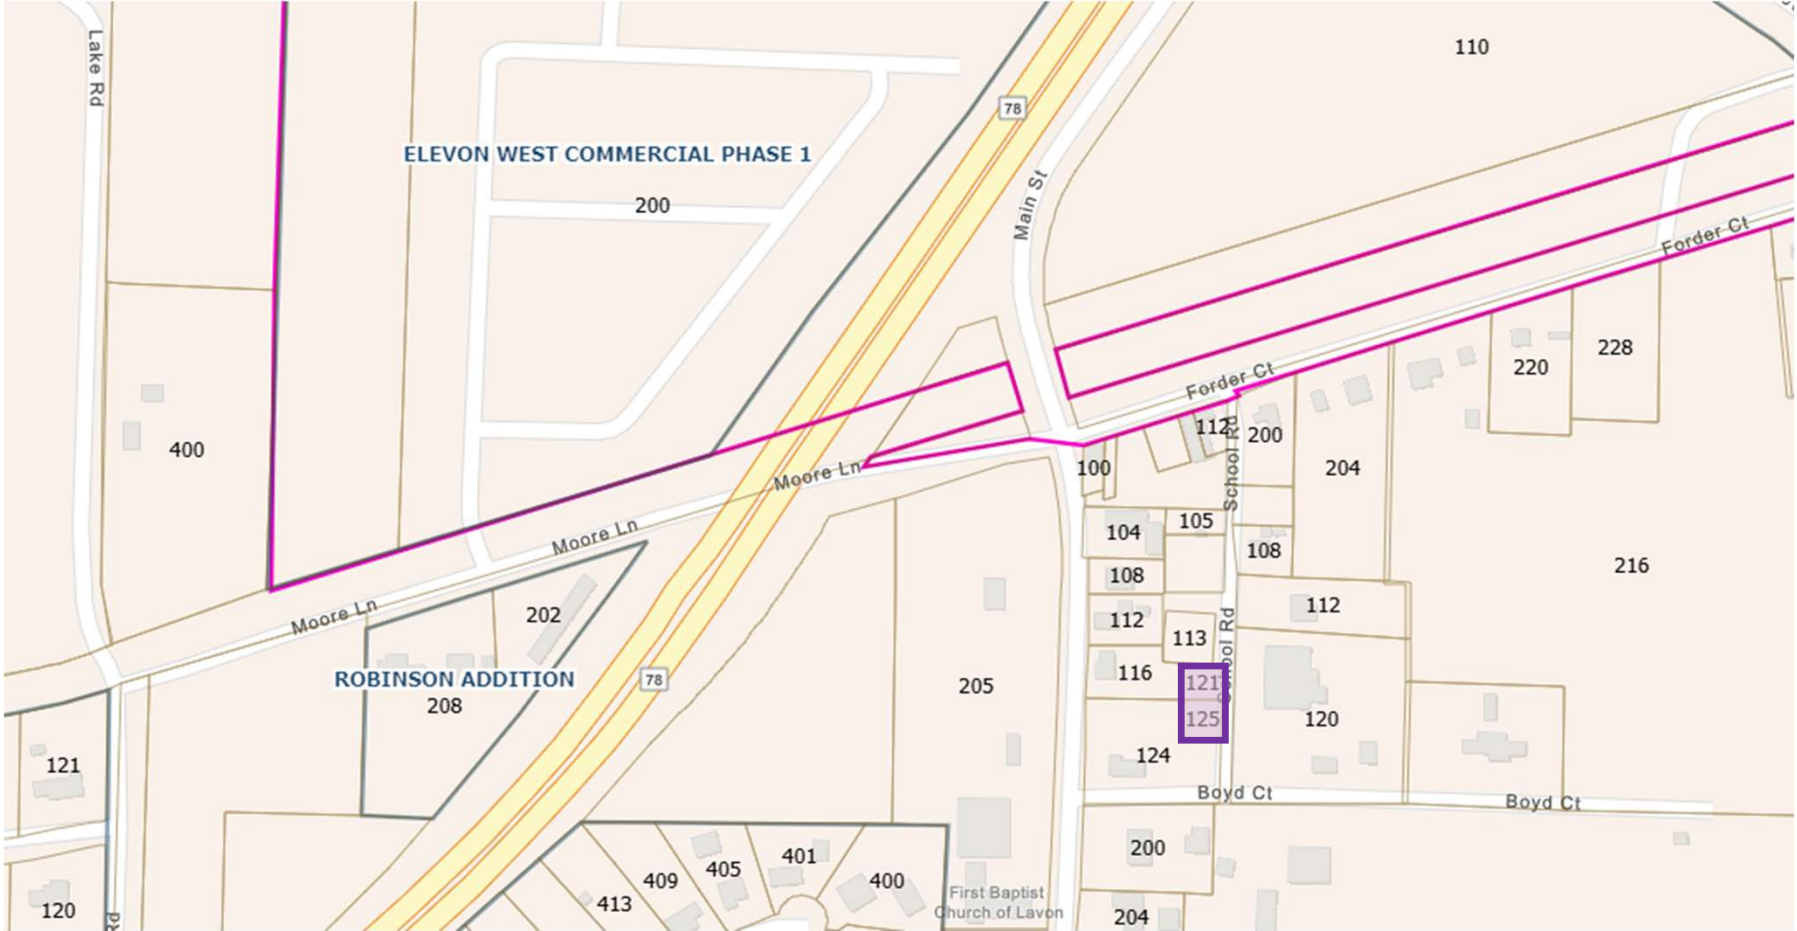 Lake Rd
110
78
ELEVON WEST COMMERCIAL PHASE 1
200
Main St
Forder Ct
228
220
Forder Ct
112
200
School Rd
400
204
100
Moore Ln
105
104
Moore Ln
108
216
108
112
Moore Ln
202
112
113
School Rd
116
ROBINSON ADDITION
78
121
205
208
125
120
124
121
Boyd Ct
Boyd Ct
200
401
405
409
400
413
First Baptist
Church of Lavon
120
204